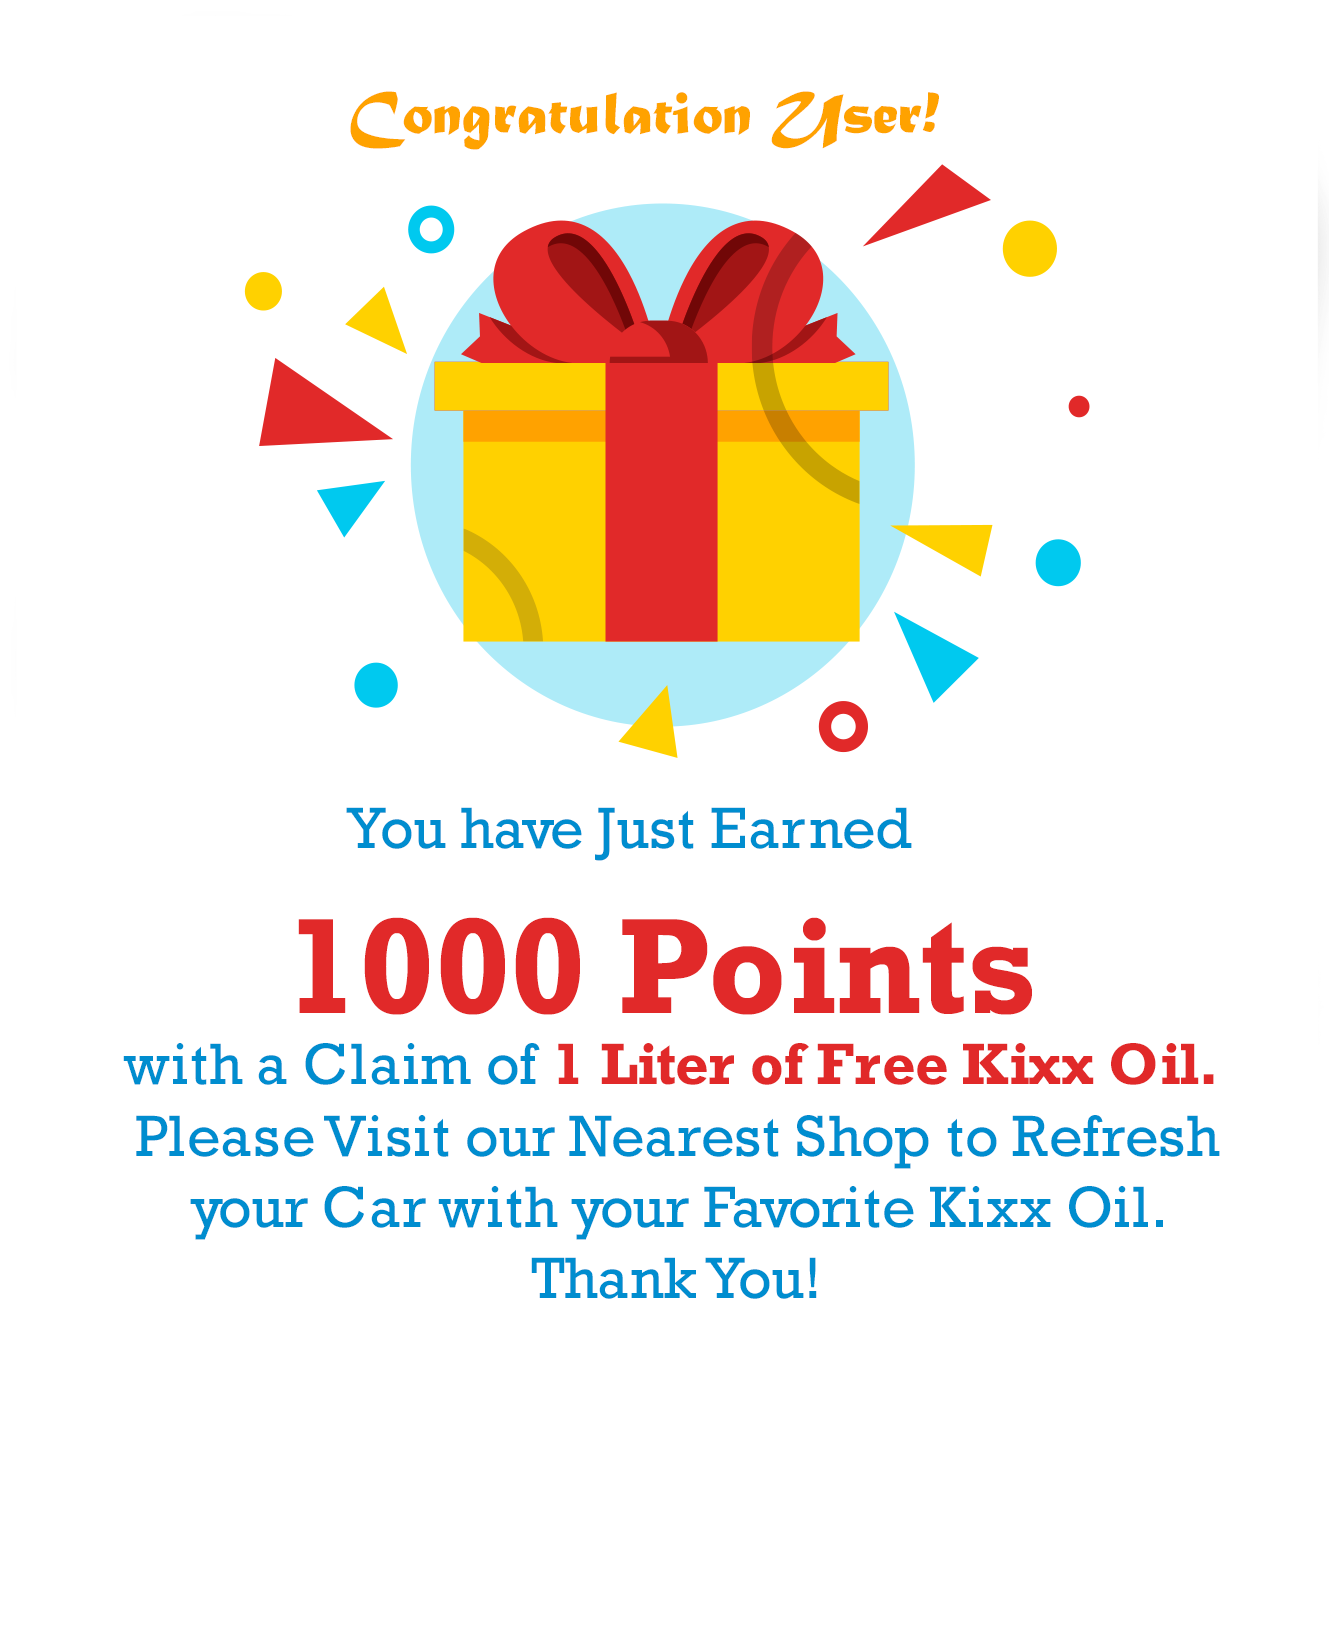 Congratulation User!
You have Just Earned
1000 Points
with a Claim of 1 Liter of Free Kixx Oil.
Please Visit our Nearest Shop to Refresh
your Car with your Favorite Kixx Oil.
Thank You!